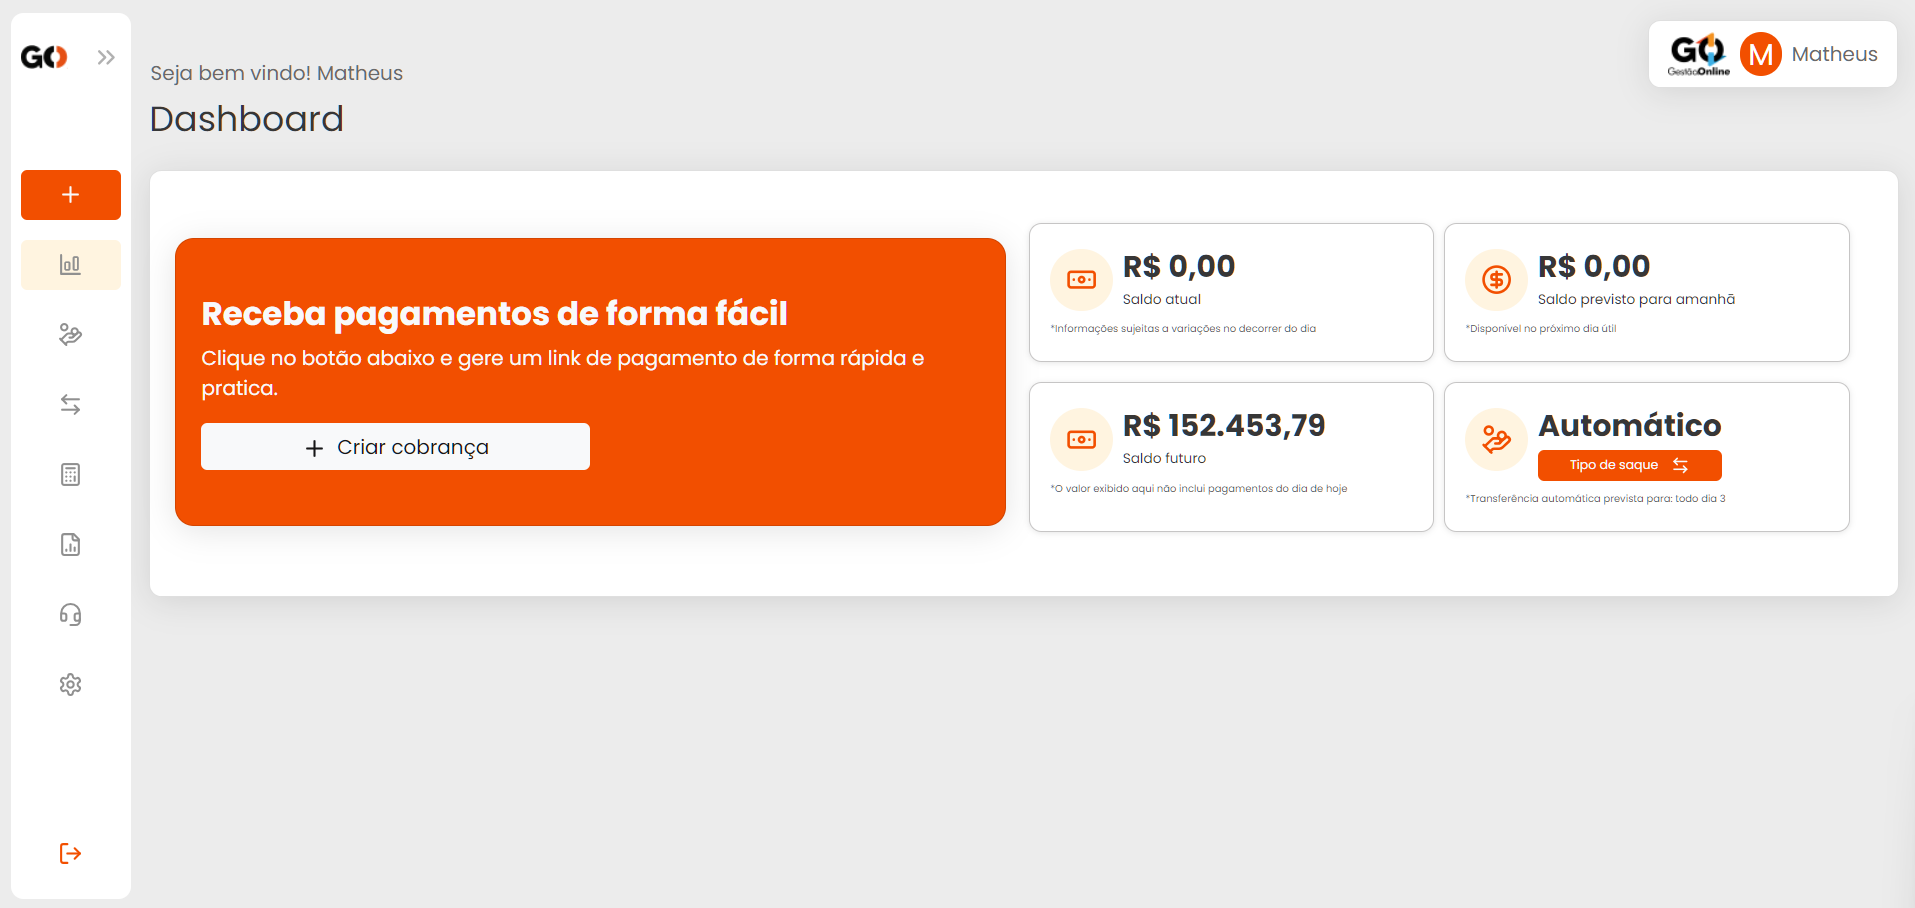 GO
Seja bem vindo! Matheus
Dashboard
GO
GestãoOnline
M
Matheus
Receba pagamentos de forma fácil
Clique no botão abaixo e gere um link de pagamento de forma rápida e
pratica.
Criar cobrança
R$ 0,00
Saldo atual
*Informações sujeitas a variações no decorrer do dia
R$ 0,00
Saldo previsto para amanhã
*Disponível no próximo dia útil
R$ 152.453,79
Saldo futuro
*O valor exibido aqui não inclui pagamentos do dia de hoje
Automático
Tipo de saque
*Transferência automática prevista para: todo dia 3